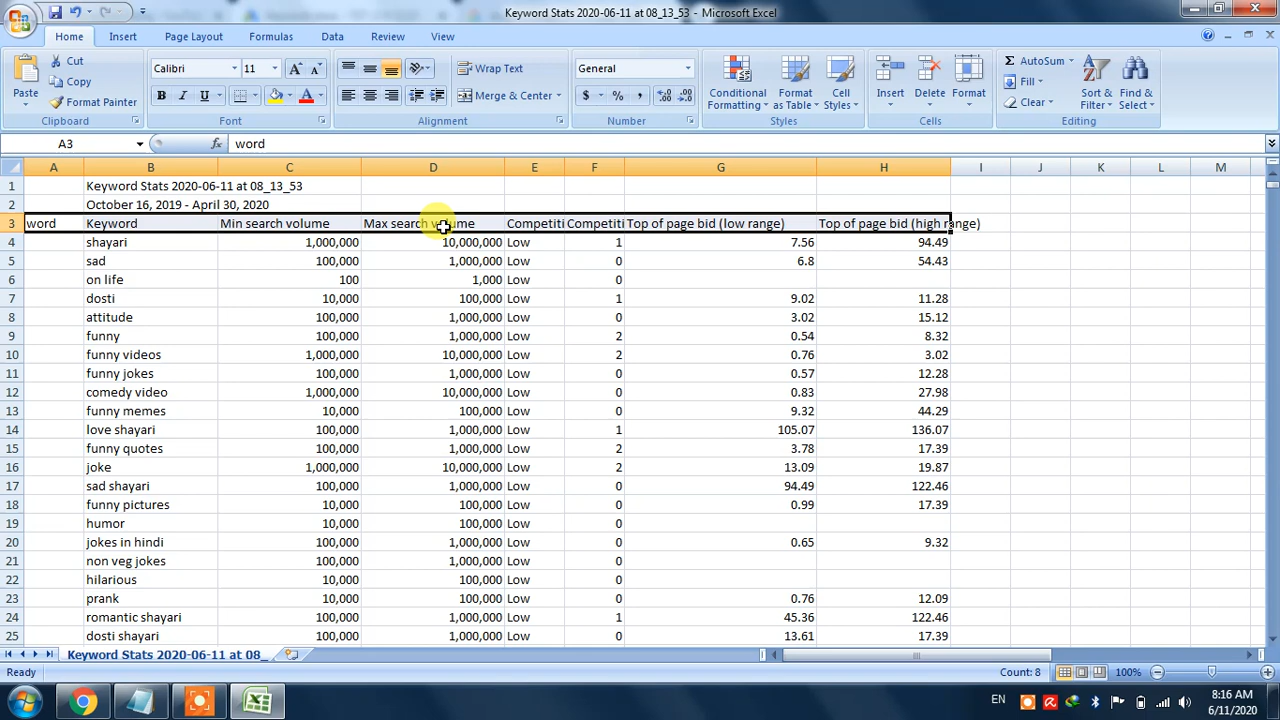 Keyword Stats 2020-06-11 at 08_13_53 - Microsoft Excel
Home Insert Page Layout Formulas Data Review View
Paste Cut Copy Format Painter Clipboard
Calibri 11 B I U A A A Font
Wrap Text Merge & Center Alignment
General $ % , Number
Conditional Formatting Format as Table Cell Styles Styles
Insert Delete Format Cells
Σ AutoSum Fill Clear Sort & Filter Find & Select Editing
A3 fx word
A B C D E F G H I J K L M
1 Keyword Stats 2020-06-11 at 08_13_53
2 October 16, 2019 - April 30, 2020
3 word Keyword Min search volume Max search volume Competiti Competiti Top of page bid (low range) Top of page bid (high range)
4 shayari 1,000,000 10,000,000 Low 1 7.56 94.49
5 sad 100,000 1,000,000 Low 0 6.8 54.43
6 on life 100 1,000 Low 0
7 dosti 10,000 100,000 Low 1 9.02 11.28
8 attitude 100,000 1,000,000 Low 0 3.02 15.12
9 funny 100,000 1,000,000 Low 2 0.54 8.32
10 funny videos 1,000,000 10,000,000 Low 2 0.76 3.02
11 funny jokes 100,000 1,000,000 Low 0 0.57 12.28
12 comedy video 1,000,000 10,000,000 Low 0 0.83 27.98
13 funny memes 10,000 100,000 Low 0 9.32 44.29
14 love shayari 100,000 1,000,000 Low 1 105.07 136.07
15 funny quotes 100,000 1,000,000 Low 2 3.78 17.39
16 joke 1,000,000 10,000,000 Low 2 13.09 19.87
17 sad shayari 100,000 1,000,000 Low 0 94.49 122.46
18 funny pictures 10,000 100,000 Low 0 0.99 17.39
19 humor 10,000 100,000 Low 0
20 jokes in hindi 100,000 1,000,000 Low 0 0.65 9.32
21 non veg jokes 100,000 1,000,000 Low 0
22 hilarious 10,000 100,000 Low 0
23 prank 10,000 100,000 Low 0 0.76 12.09
24 romantic shayari 100,000 1,000,000 Low 1 45.36 122.46
25 dosti shayari 100,000 1,000,000 Low 0 13.61 17.39
Keyword Stats 2020-06-11 at 08_
Ready Count: 8 100%
EN 8:16 AM
6/11/2020